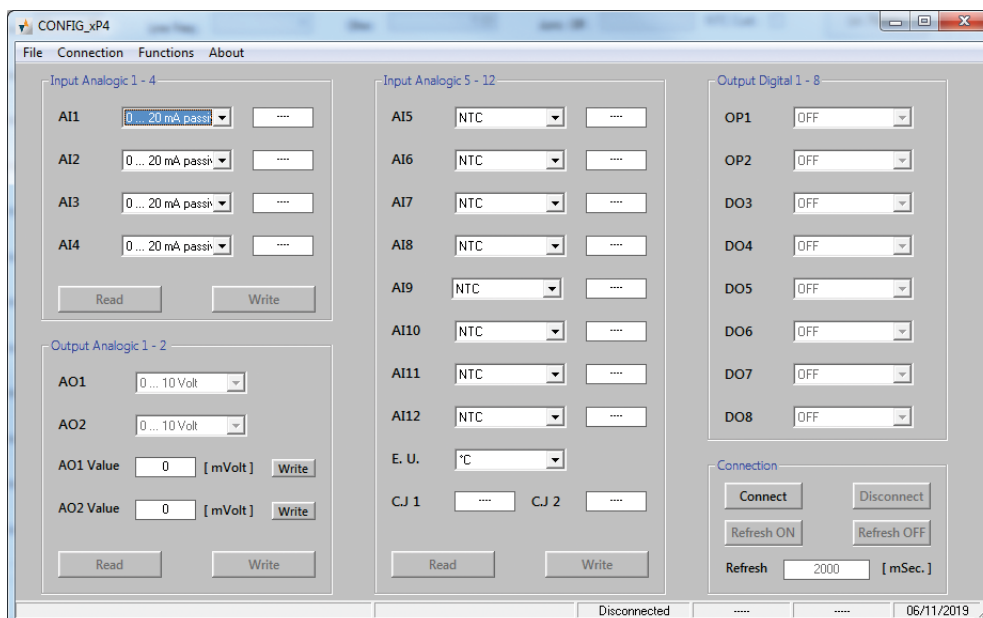 CONFIG_xP4
File Connection Functions About
Input Analogic 1 - 4
AI1 0 ... 20 mA passi ----
AI2 0 ... 20 mA passiv ----
AI3 0 ... 20 mA passiv ----
AI4 0 ... 20 mA passiv ----
Read Write
Output Analogic 1 - 2
AO1 0 ... 10 Volt
AO2 0 ... 10 Volt
AO1 Value 0 [ mVolt ] Write
AO2 Value 0 [ mVolt ] Write
Read Write
Input Analogic 5 - 12
AI5 NTC ----
AI6 NTC ----
AI7 NTC ----
AI8 NTC ----
AI9 NTC ----
AI10 NTC ----
AI11 NTC ----
AI12 NTC ----
E. U. °C
C.J 1 ---- C.J 2 ----
Read Write
Output Digital 1 - 8
OP1 OFF
OP2 OFF
DO3 OFF
DO4 OFF
DO5 OFF
DO6 OFF
DO7 OFF
DO8 OFF
Connection
Connect Disconnect
Refresh ON Refresh OFF
Refresh 2000 [ mSec. ]
Disconnected ----- ----- 06/11/2019